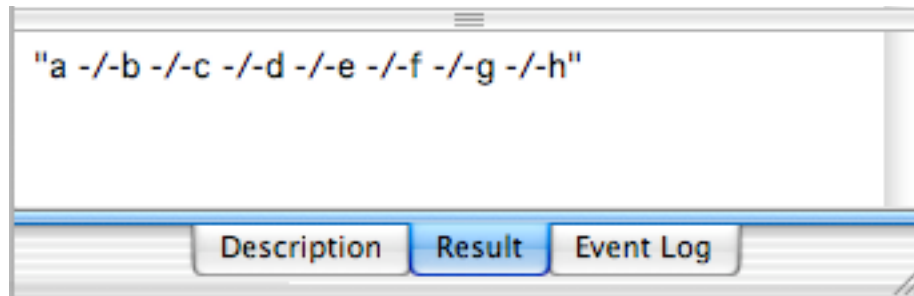 "a -/-b -/-c -/-d -/-e -/-f -/-g -/-h"
Description Result Event Log